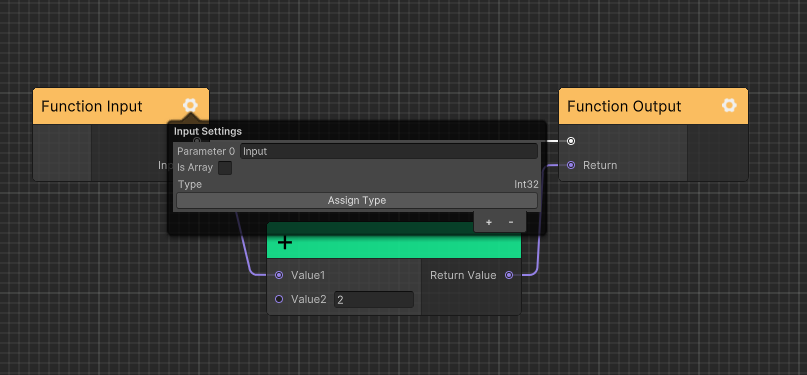 Function Input
Function Output
Input Settings
Parameter 0 Input
Inp
Is Array
Return
Type Int32
Assign Type
+ -
+
Value1 Return Value
Value2 2